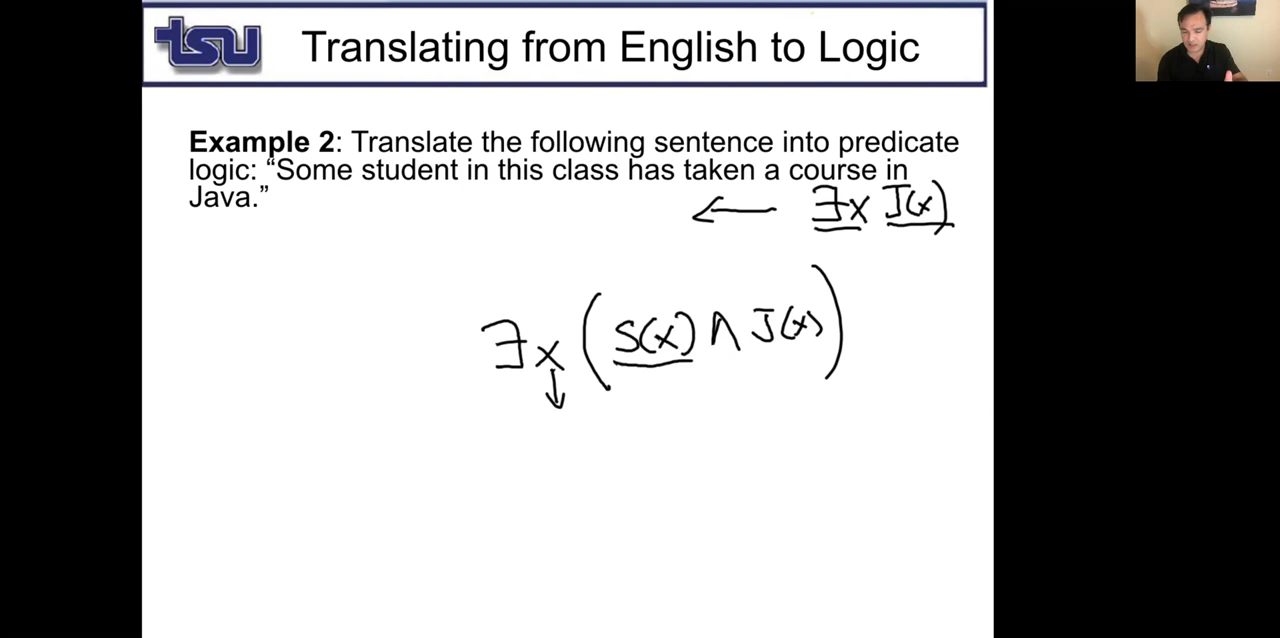 tsu Translating from English to Logic
Example 2: Translate the following sentence into predicate
logic: “Some student in this class has taken a course in
Java.”
← ∃x J(x)
∃x (S(x) ∧ J(x))
↓